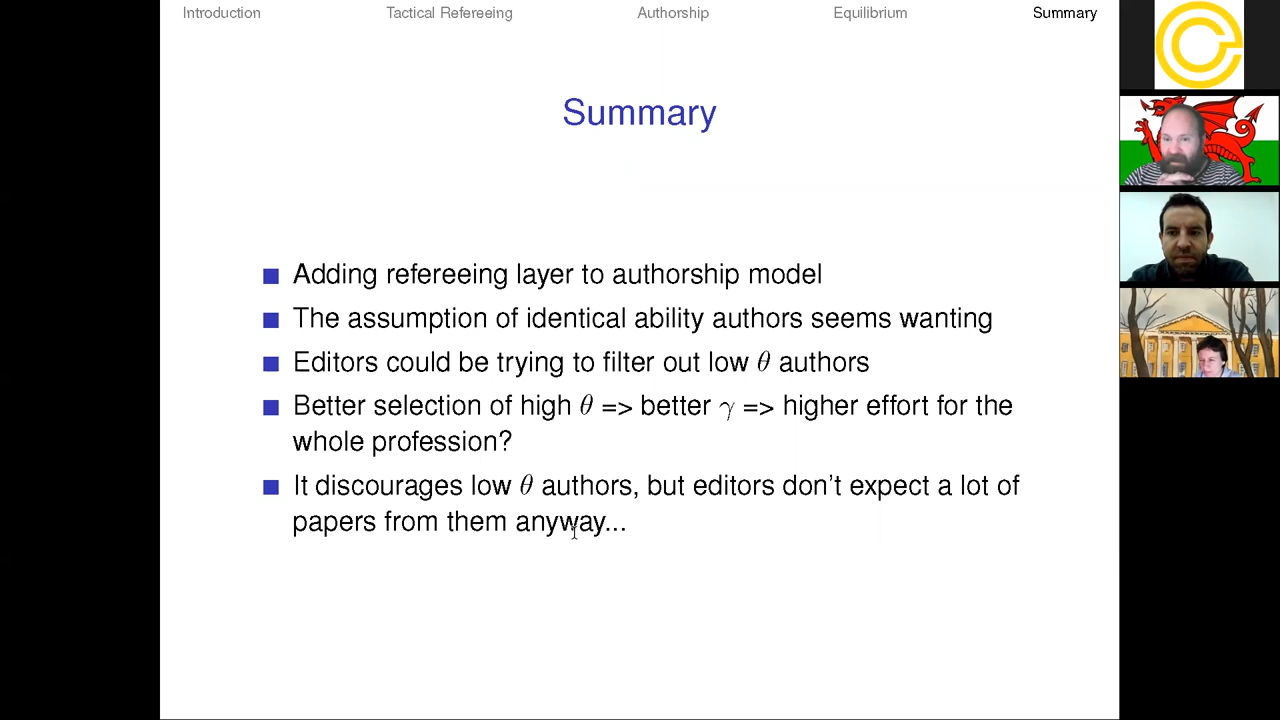 Introduction Tactical Refereeing Authorship Equilibrium Summary
Summary
Adding refereeing layer to authorship model
The assumption of identical ability authors seems wanting
Editors could be trying to filter out low θ authors
Better selection of high θ => better γ => higher effort for the
whole profession?
It discourages low θ authors, but editors don't expect a lot of
papers from them anyway...